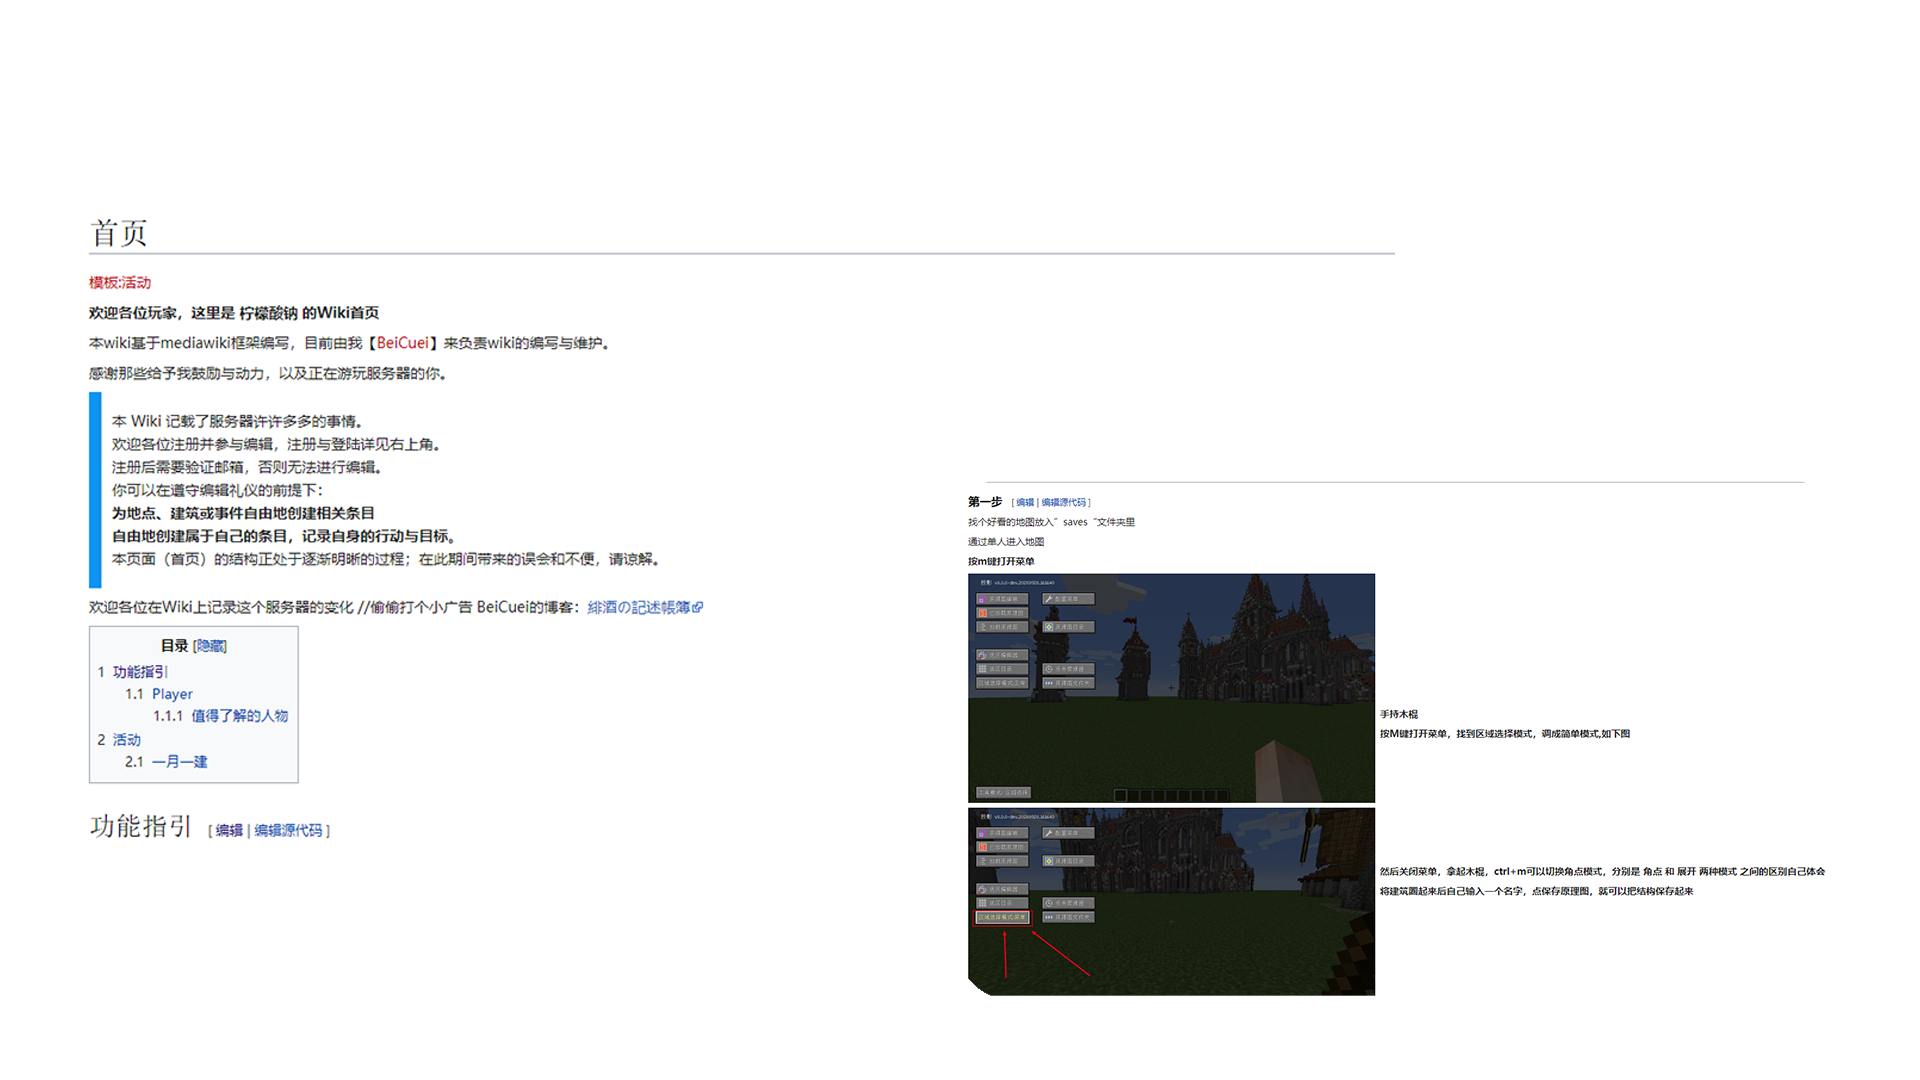 首页
模板:活动
欢迎各位玩家，这里是 柠檬酸钠 的Wiki首页
本wiki基于mediawiki框架编写，目前由我【BeiCuei】来负责wiki的编写与维护。
感谢那些给予我鼓励与动力，以及正在游玩服务器的你。
本 Wiki 记载了服务器许许多多的事情。
欢迎各位注册并参与编辑，注册与登陆详见右上角。
注册后需要验证邮箱，否则无法进行编辑。
你可以在遵守编辑礼仪的前提下：
为地点、建筑或事件自由地创建相关条目
自由地创建属于自己的条目，记录自身的行动与目标。
本页面（首页）的结构正处于逐渐明晰的过程；在此期间带来的误会和不便，请谅解。
欢迎各位在Wiki上记录这个服务器的变化 //偷偷打个小广告 BeiCuei的博客：緋酒の記述帳簿
目录 [隐藏]
1 功能指引
1.1 Player
1.1.1 值得了解的人物
2 活动
2.1 一月一建
功能指引 [ 编辑 | 编辑源代码 ]
第一步 [ 编辑 | 编辑源代码 ]
找个好看的地图放入”saves“文件夹里
通过单人进入地图
按m键打开菜单
配置菜单
手持木棍
按M键打开菜单，找到区域选择模式，调成简单模式,如下图
配置菜单
然后关闭菜单，拿起木棍，ctrl+m可以切换角点模式，分别是 角点 和 展开 两种模式 之间的区别自己体会
将建筑圈起来后自己输入一个名字，点保存原理图，就可以把结构保存起来